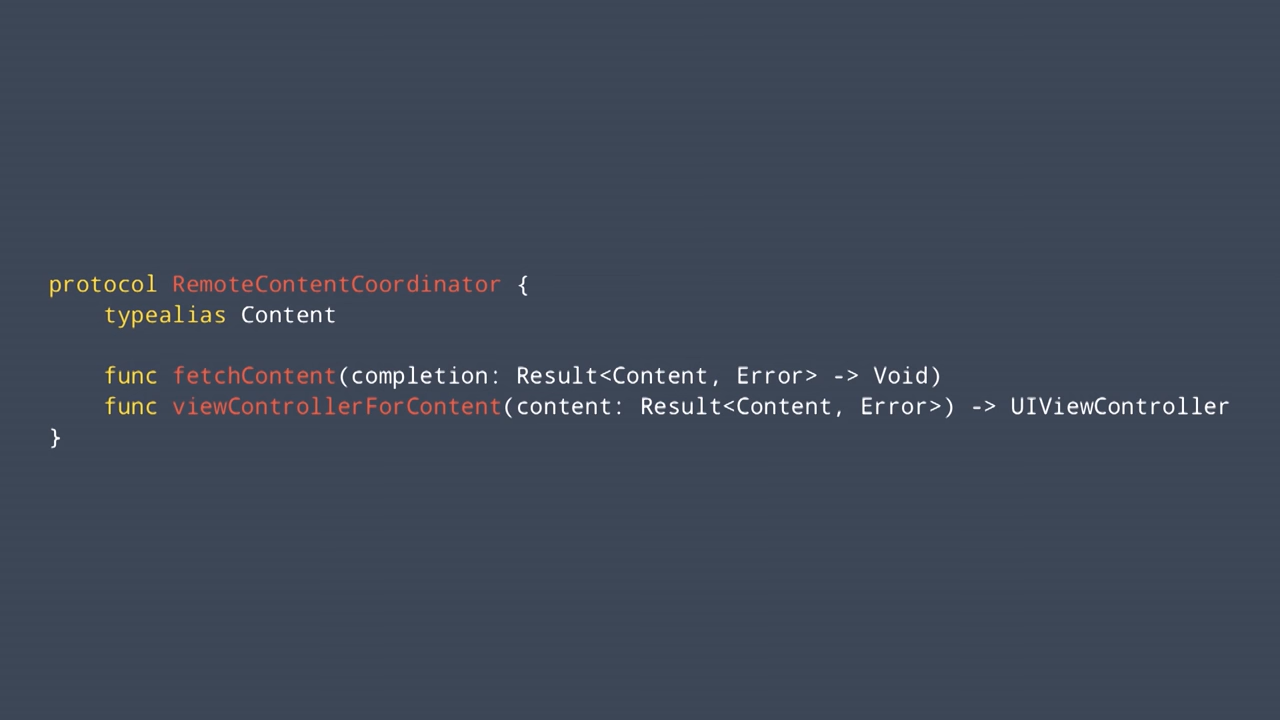 protocol RemoteContentCoordinator {
    typealias Content

    func fetchContent(completion: Result<Content, Error> -> Void)
    func viewControllerForContent(content: Result<Content, Error>) -> UIViewController
}